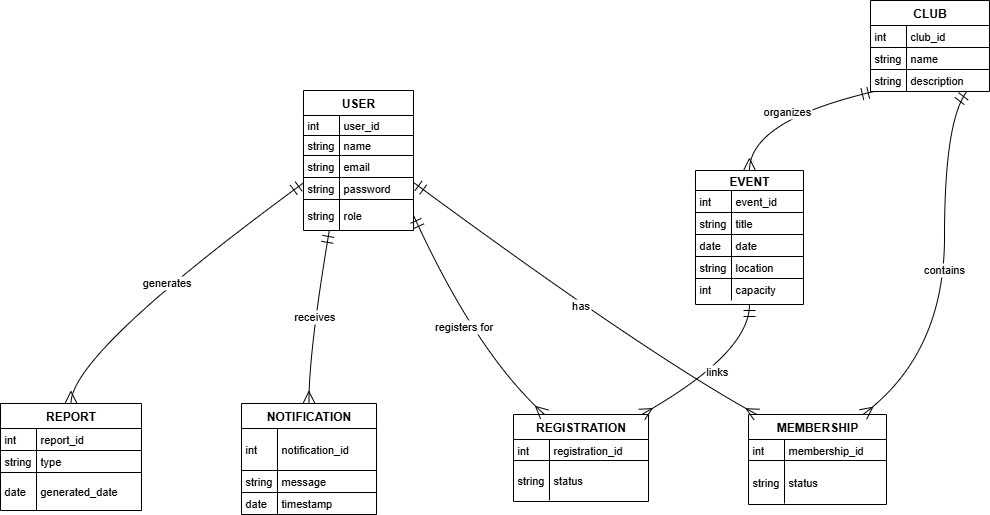 CLUB
int club_id
string name
string description
organizes
USER
int user_id
string name
string email
string password
string role
EVENT
int event_id
string title
date date
string location
int capacity
generates
receives
registers for
has
contains
links
REPORT
int report_id
string type
date generated_date
NOTIFICATION
int notification_id
string message
date timestamp
REGISTRATION
int registration_id
string status
MEMBERSHIP
int membership_id
string status